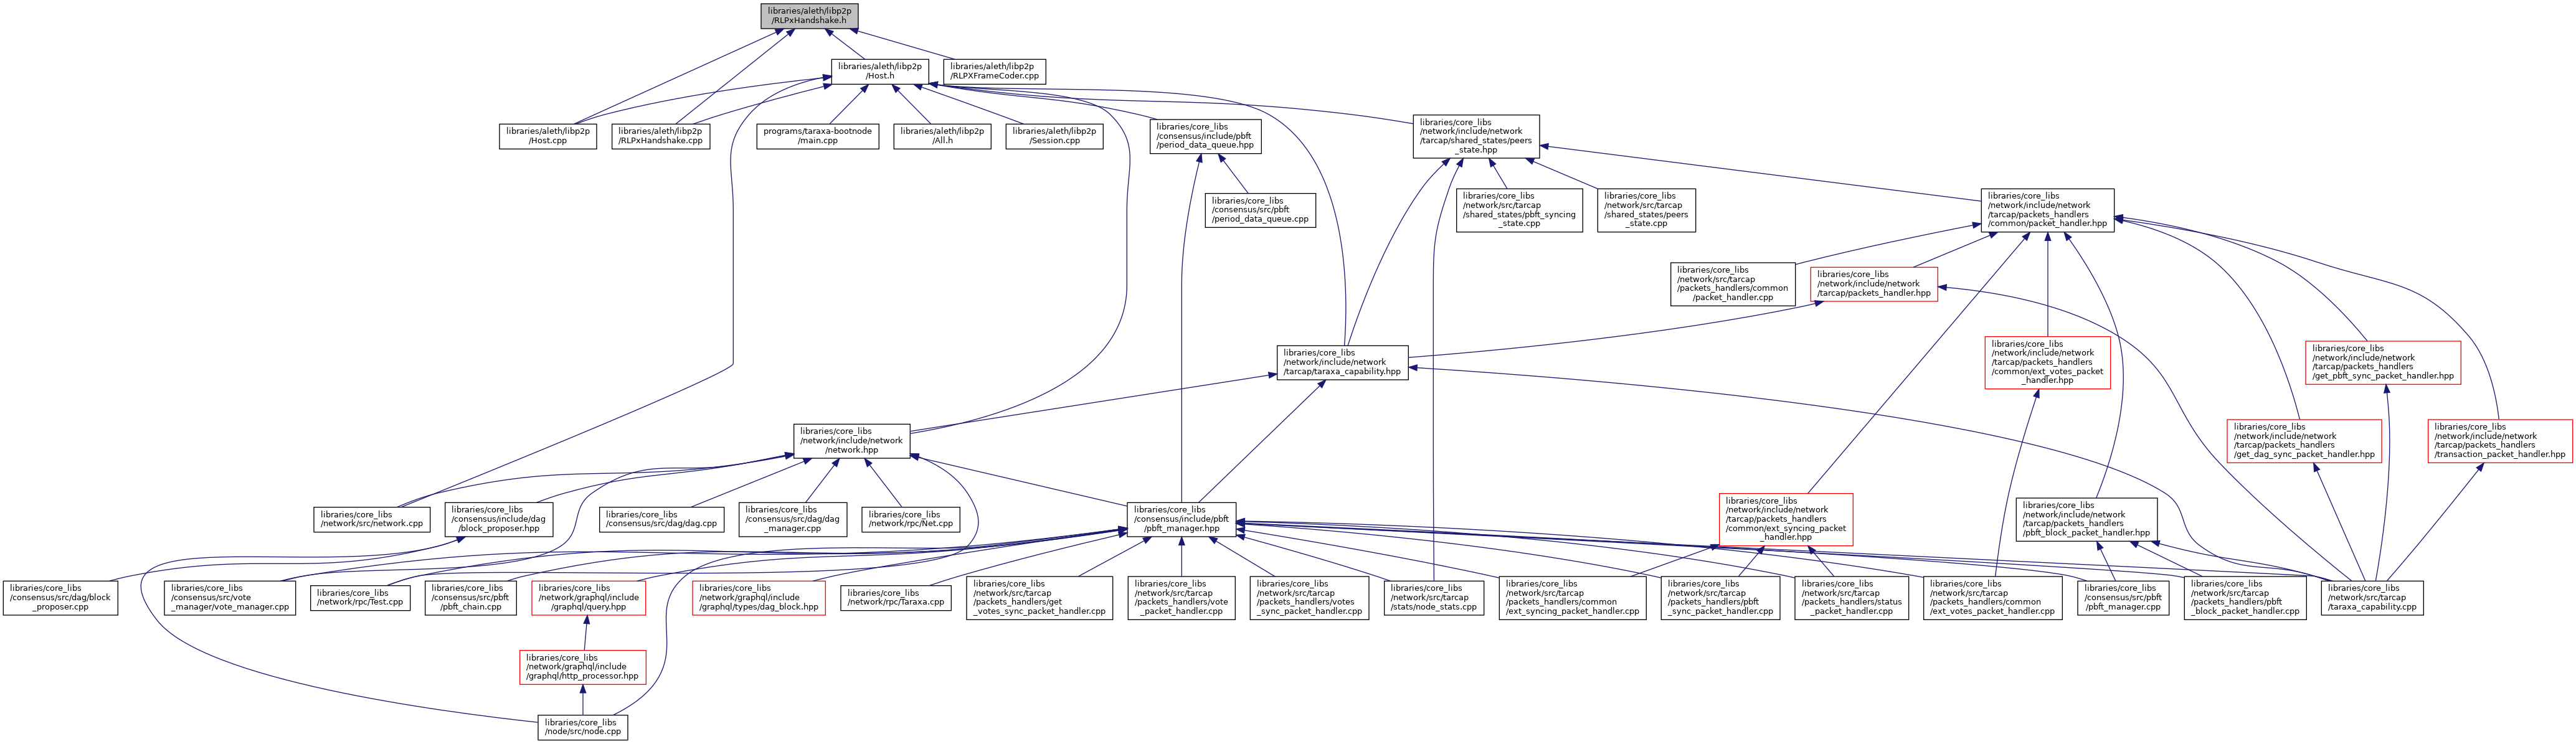 libraries/aleth/libp2p
/RLPxHandshake.h
libraries/aleth/libp2p
/Host.h
libraries/aleth/libp2p
/RLPXFrameCoder.cpp
libraries/aleth/libp2p
/Host.cpp
libraries/aleth/libp2p
/RLPxHandshake.cpp
programs/taraxa-bootnode
/main.cpp
libraries/aleth/libp2p
/All.h
libraries/aleth/libp2p
/Session.cpp
libraries/core_libs
/consensus/include/pbft
/period_data_queue.hpp
libraries/core_libs
/network/include/network
/tarcap/shared_states/peers
_state.hpp
libraries/core_libs
/consensus/src/pbft
/period_data_queue.cpp
libraries/core_libs
/network/src/tarcap
/shared_states/pbft_syncing
_state.cpp
libraries/core_libs
/network/src/tarcap
/shared_states/peers
_state.cpp
libraries/core_libs
/network/include/network
/tarcap/packets_handlers
/common/packet_handler.hpp
libraries/core_libs
/network/src/tarcap
/packets_handlers/common
/packet_handler.cpp
libraries/core_libs
/network/include/network
/tarcap/packets_handler.hpp
libraries/core_libs
/network/include/network
/tarcap/taraxa_capability.hpp
libraries/core_libs
/network/include/network
/tarcap/packets_handlers
/common/ext_votes_packet
_handler.hpp
libraries/core_libs
/network/include/network
/tarcap/packets_handlers
/get_pbft_sync_packet_handler.hpp
libraries/core_libs
/network/include/network
/network.hpp
libraries/core_libs
/network/include/network
/tarcap/packets_handlers
/get_dag_sync_packet_handler.hpp
libraries/core_libs
/network/include/network
/tarcap/packets_handlers
/transaction_packet_handler.hpp
libraries/core_libs
/network/src/network.cpp
libraries/core_libs
/consensus/include/dag
/block_proposer.hpp
libraries/core_libs
/consensus/src/dag/dag.cpp
libraries/core_libs
/consensus/src/dag/dag
_manager.cpp
libraries/core_libs
/network/rpc/Net.cpp
libraries/core_libs
/consensus/include/pbft
/pbft_manager.hpp
libraries/core_libs
/network/include/network
/tarcap/packets_handlers
/common/ext_syncing_packet
_handler.hpp
libraries/core_libs
/network/include/network
/tarcap/packets_handlers
/pbft_block_packet_handler.hpp
libraries/core_libs
/consensus/src/dag/block
_proposer.cpp
libraries/core_libs
/consensus/src/vote
_manager/vote_manager.cpp
libraries/core_libs
/network/rpc/Test.cpp
libraries/core_libs
/consensus/src/pbft
/pbft_chain.cpp
libraries/core_libs
/network/graphql/include
/graphql/query.hpp
libraries/core_libs
/network/graphql/include
/graphql/types/dag_block.hpp
libraries/core_libs
/network/rpc/Taraxa.cpp
libraries/core_libs
/network/src/tarcap
/packets_handlers/get
_votes_sync_packet_handler.cpp
libraries/core_libs
/network/src/tarcap
/packets_handlers/vote
_packet_handler.cpp
libraries/core_libs
/network/src/tarcap
/packets_handlers/votes
_sync_packet_handler.cpp
libraries/core_libs
/network/src/tarcap
/stats/node_stats.cpp
libraries/core_libs
/network/src/tarcap
/packets_handlers/common
/ext_syncing_packet_handler.cpp
libraries/core_libs
/network/src/tarcap
/packets_handlers/pbft
_sync_packet_handler.cpp
libraries/core_libs
/network/src/tarcap
/packets_handlers/status
_packet_handler.cpp
libraries/core_libs
/network/src/tarcap
/packets_handlers/common
/ext_votes_packet_handler.cpp
libraries/core_libs
/consensus/src/pbft
/pbft_manager.cpp
libraries/core_libs
/network/src/tarcap
/packets_handlers/pbft
_block_packet_handler.cpp
libraries/core_libs
/network/src/tarcap
/taraxa_capability.cpp
libraries/core_libs
/network/graphql/include
/graphql/http_processor.hpp
libraries/core_libs
/node/src/node.cpp